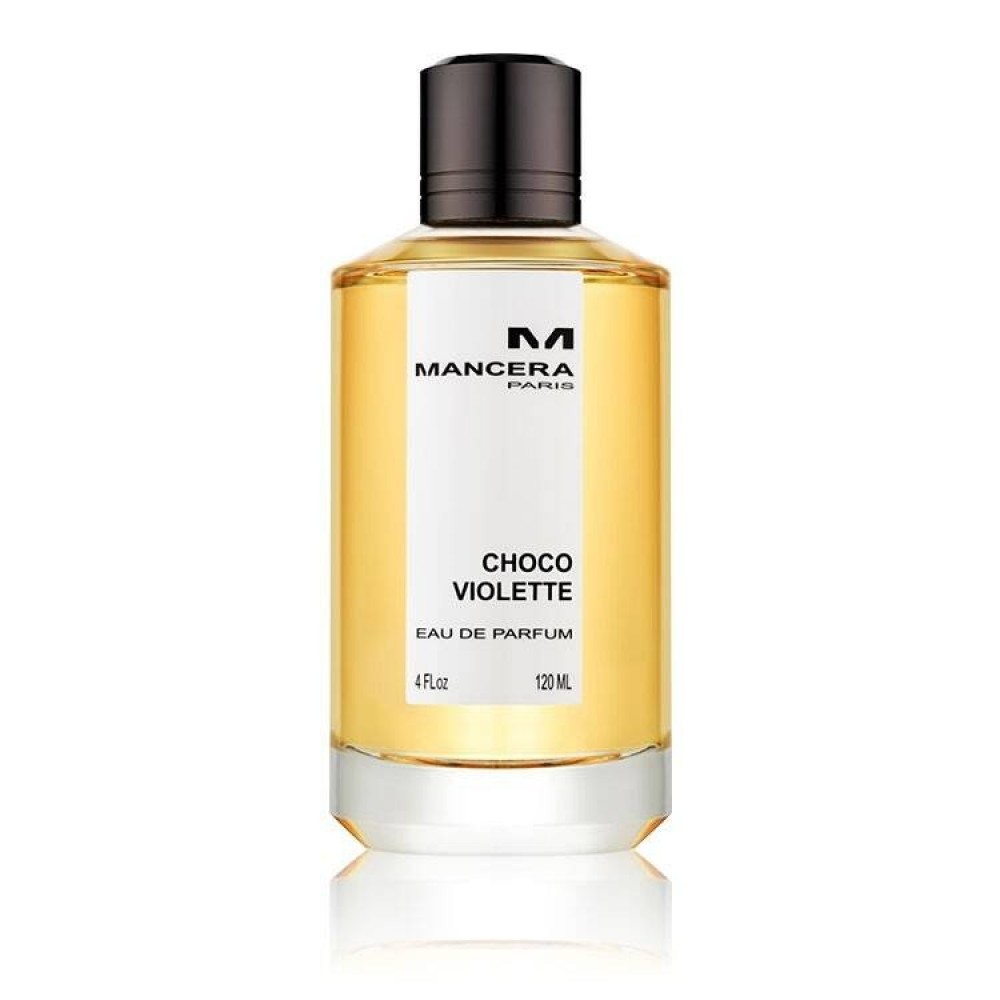 M
MANCERA
PARIS
CHOCO
VIOLETTE
EAU DE PARFUM
4 FLoz 120 ML